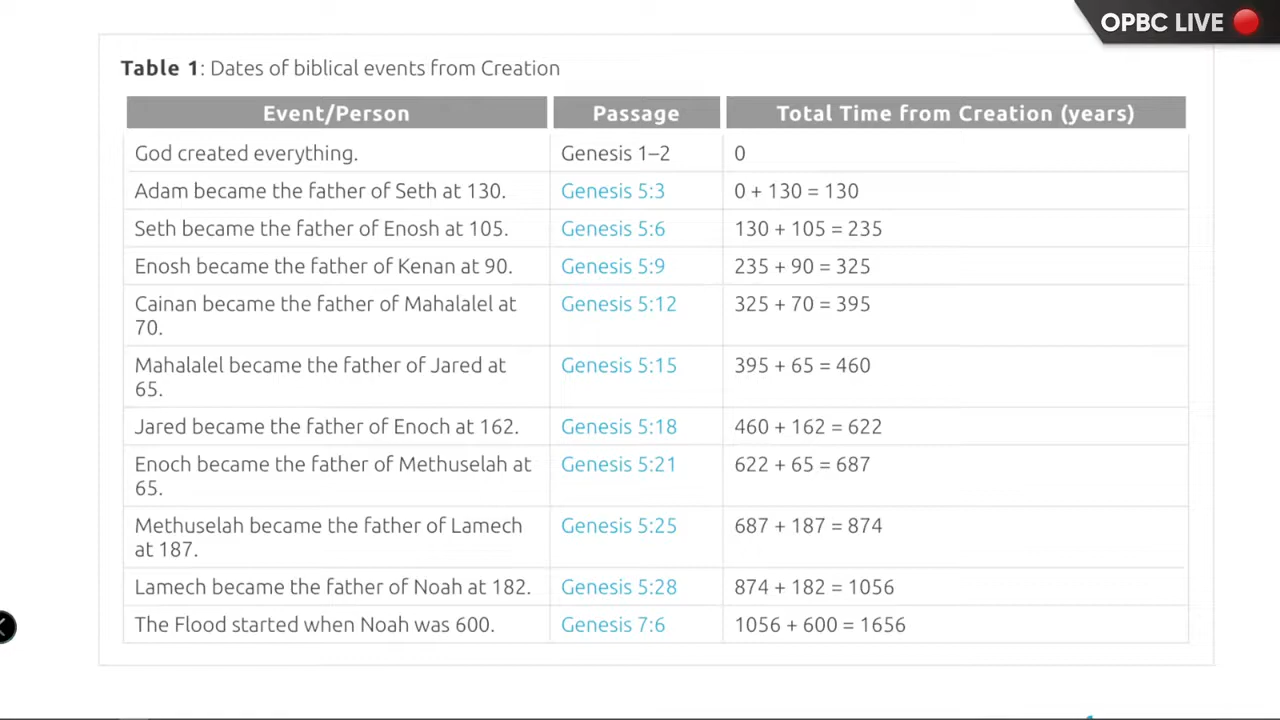 OPBC LIVE
Table 1: Dates of biblical events from Creation
Event/Person Passage Total Time from Creation (years)
God created everything. Genesis 1–2 0
Adam became the father of Seth at 130. Genesis 5:3 0 + 130 = 130
Seth became the father of Enosh at 105. Genesis 5:6 130 + 105 = 235
Enosh became the father of Kenan at 90. Genesis 5:9 235 + 90 = 325
Cainan became the father of Mahalalel at Genesis 5:12 325 + 70 = 395
70.
Mahalalel became the father of Jared at Genesis 5:15 395 + 65 = 460
65.
Jared became the father of Enoch at 162. Genesis 5:18 460 + 162 = 622
Enoch became the father of Methuselah at Genesis 5:21 622 + 65 = 687
65.
Methuselah became the father of Lamech Genesis 5:25 687 + 187 = 874
at 187.
Lamech became the father of Noah at 182. Genesis 5:28 874 + 182 = 1056
The Flood started when Noah was 600. Genesis 7:6 1056 + 600 = 1656